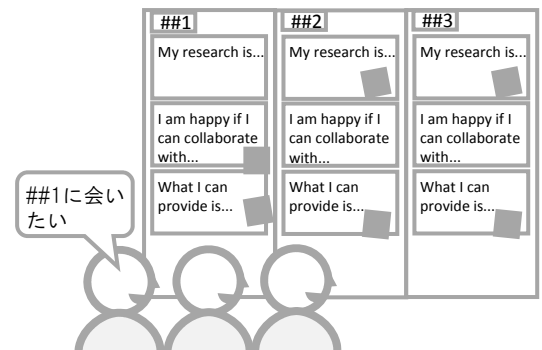 ##1
My research is...
I am happy if I
can collaborate
with...
What I can
provide is...
##2
My research is...
I am happy if I
can collaborate
with...
What I can
provide is...
##3
My research is...
I am happy if I
can collaborate
with...
What I can
provide is...
##1に会い
たい